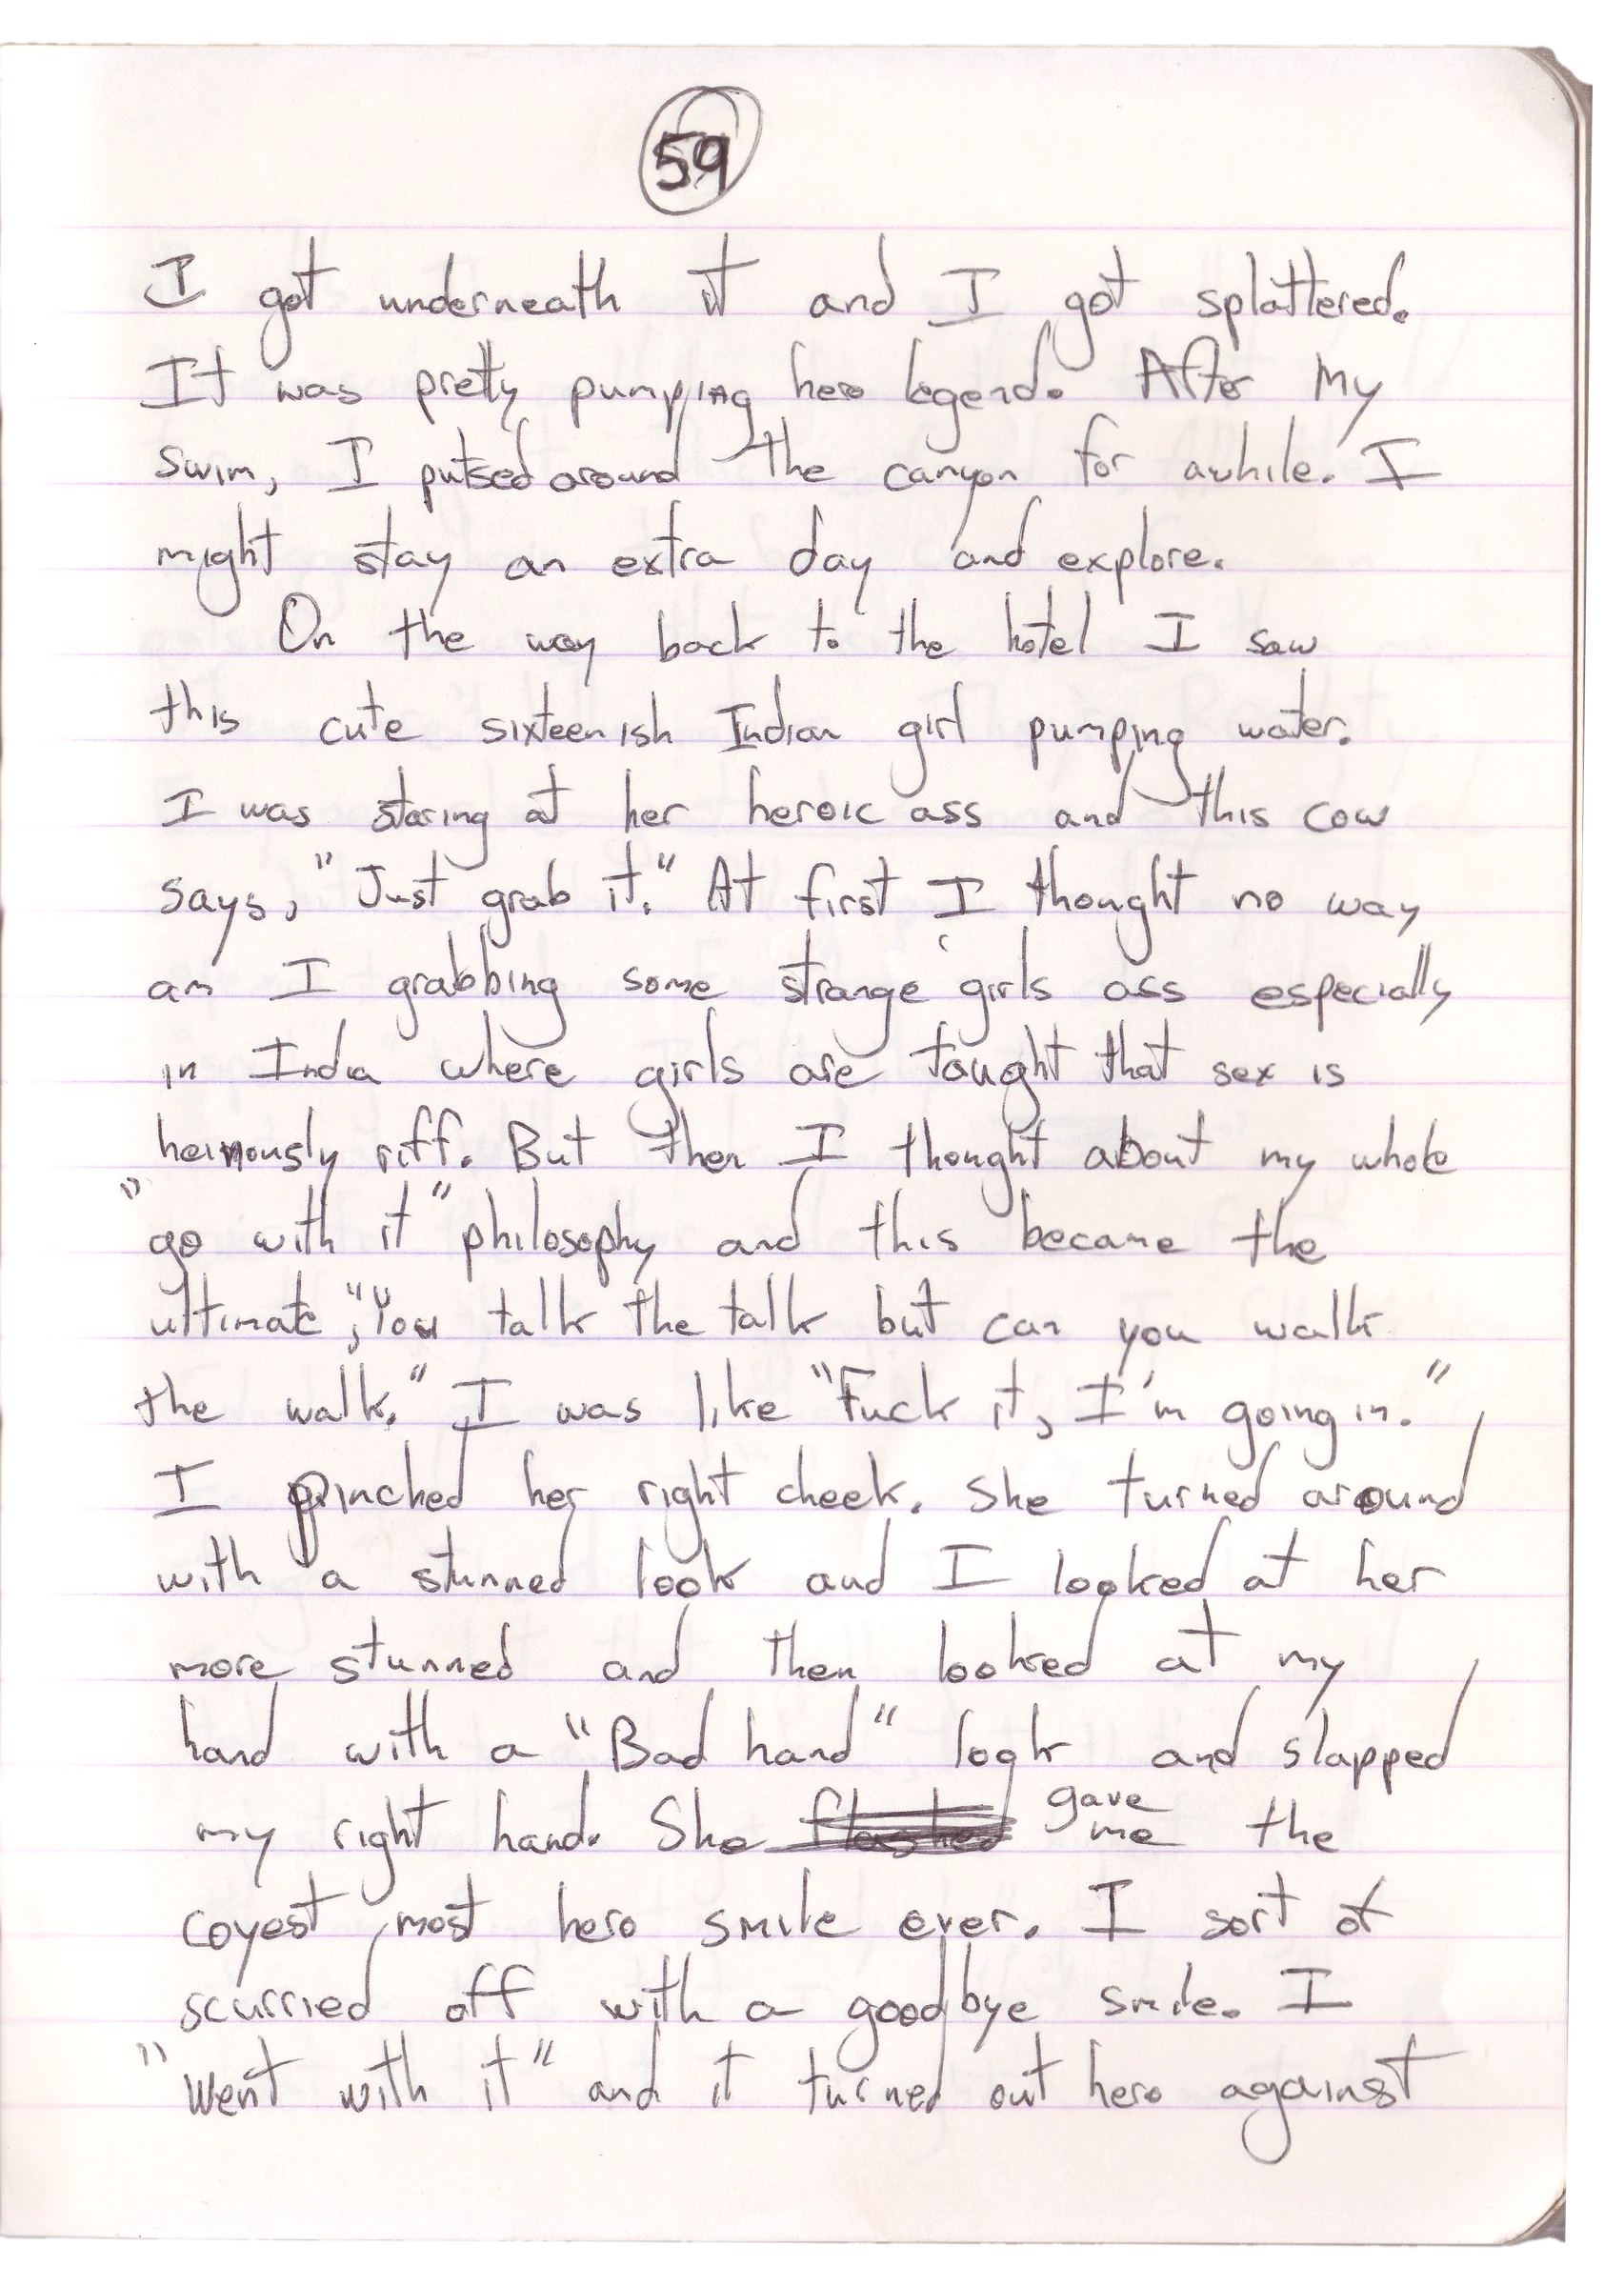 59
I got underneath it and I got splattered.
It was pretty pumping hero legend. After My
swim, I putsed around the canyon for awhile. I
might stay an extra day and explore.
On the way back to the hotel I saw
this cute sixteenish Indian girl pumping water.
I was staring at her heroic ass and this cow
says, "Just grab it." At first I thought no way
am I grabbing some strange girls ass especially
in India where girls are taught that sex is
heinously riff. But then I thought about my whole
"go with it" philosophy and this became the
ultimate, "You talk the talk but can you walk
the walk." I was like "Fuck it, I'm going in."
I pinched her right cheek. She turned around
with a stunned look and I looked at her
more stunned and then looked at my
hand with a "Bad hand" look and slapped
my right hand. She gave me the
coyest most hero smile ever. I sort of
scurried off with a goodbye smile. I
"Went with it" and it turned out hero against